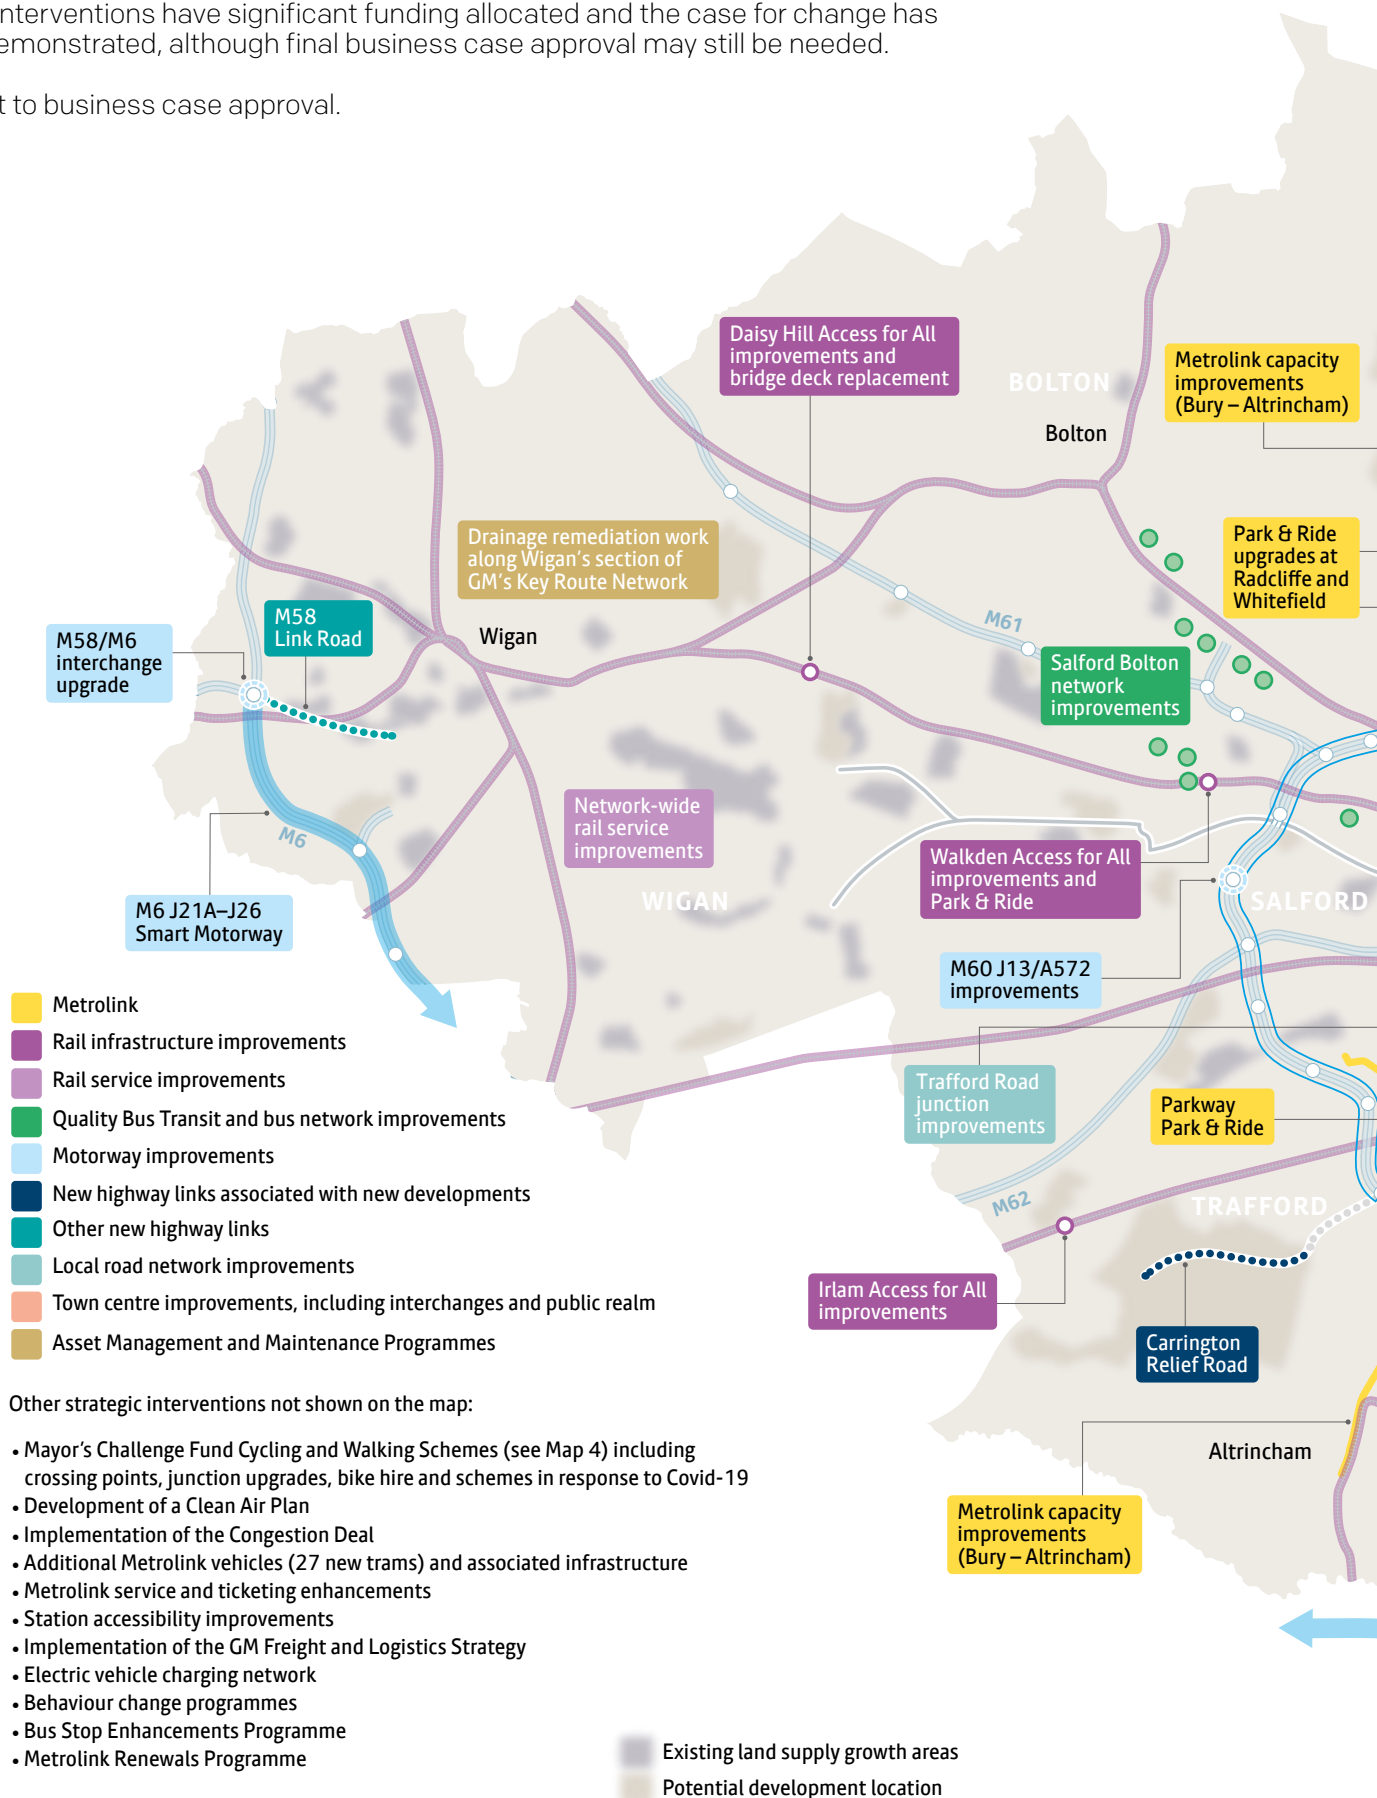 nterventions have significant funding allocated and the case for change has
emonstrated, although final business case approval may still be needed.
t to business case approval.
Daisy Hill Access for All
improvements and
bridge deck replacement
BOLTON
Bolton
Metrolink capacity
improvements
(Bury – Altrincham)
Drainage remediation work
along Wigan's section of
GM's Key Route Network
Park & Ride
upgrades at
Radcliffe and
Whitefield
M58
Link Road
M58/M6
interchange
upgrade
Wigan
M61
Salford Bolton
network
improvements
M6
Network-wide
rail service
improvements
WIGAN
Walkden Access for All
improvements and
Park & Ride
SALFORD
M6 J21A–J26
Smart Motorway
M60 J13/A572
improvements
Trafford Road
junction
improvements
Parkway
Park & Ride
M62
TRAFFORD
Irlam Access for All
improvements
Carrington
Relief Road
Altrincham
Metrolink capacity
improvements
(Bury – Altrincham)
Metrolink
Rail infrastructure improvements
Rail service improvements
Quality Bus Transit and bus network improvements
Motorway improvements
New highway links associated with new developments
Other new highway links
Local road network improvements
Town centre improvements, including interchanges and public realm
Asset Management and Maintenance Programmes
Other strategic interventions not shown on the map:
• Mayor's Challenge Fund Cycling and Walking Schemes (see Map 4) including
crossing points, junction upgrades, bike hire and schemes in response to Covid-19
• Development of a Clean Air Plan
• Implementation of the Congestion Deal
• Additional Metrolink vehicles (27 new trams) and associated infrastructure
• Metrolink service and ticketing enhancements
• Station accessibility improvements
• Implementation of the GM Freight and Logistics Strategy
• Electric vehicle charging network
• Behaviour change programmes
• Bus Stop Enhancements Programme
• Metrolink Renewals Programme
Existing land supply growth areas
Potential development location